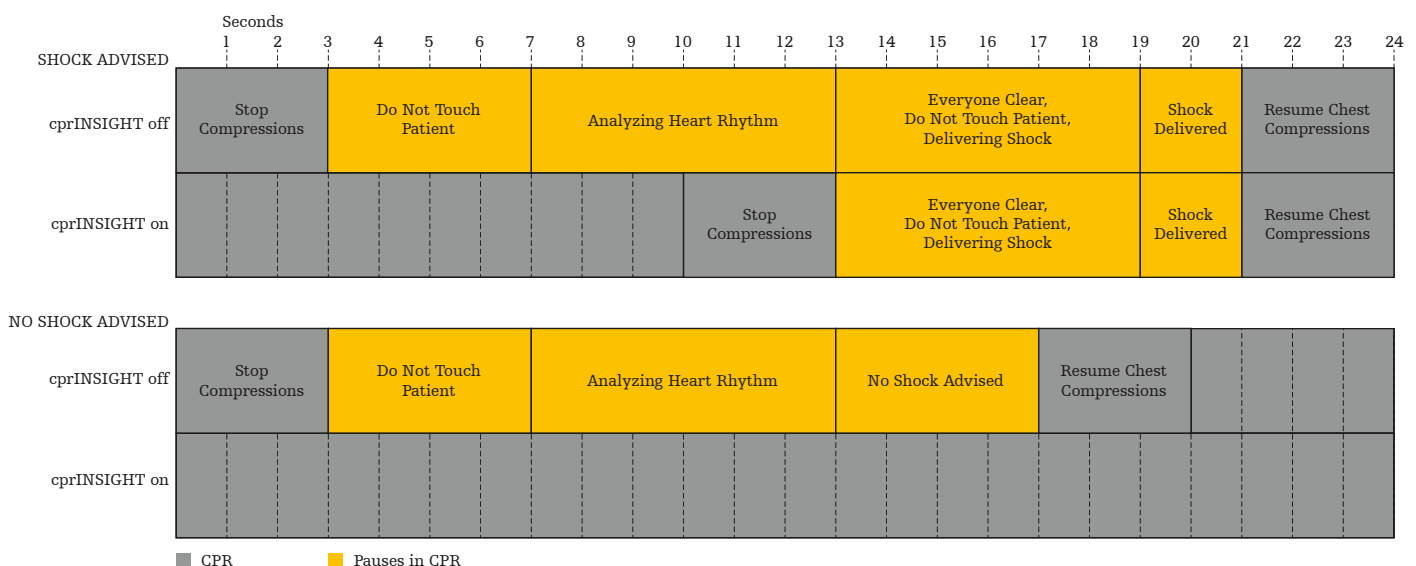 Seconds
1 2 3 4 5 6 7 8 9 10 11 12 13 14 15 16 17 18 19 20 21 22 23 24
SHOCK ADVISED
cprINSIGHT off
Stop
Compressions
Do Not Touch
Patient
Analyzing Heart Rhythm
Everyone Clear,
Do Not Touch Patient,
Delivering Shock
Shock
Delivered
Resume Chest
Compressions
cprINSIGHT on
Stop
Compressions
Everyone Clear,
Do Not Touch Patient,
Delivering Shock
Shock
Delivered
Resume Chest
Compressions
NO SHOCK ADVISED
cprINSIGHT off
Stop
Compressions
Do Not Touch
Patient
Analyzing Heart Rhythm
No Shock Advised
Resume Chest
Compressions
cprINSIGHT on
CPR
Pauses in CPR